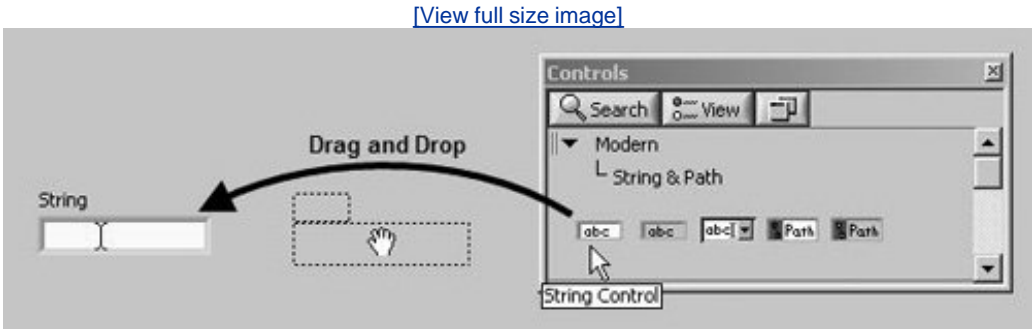 [View full size image]
Controls
Search View
Drag and Drop
Modern
String & Path
String
abc abc abc Path Path
String Control